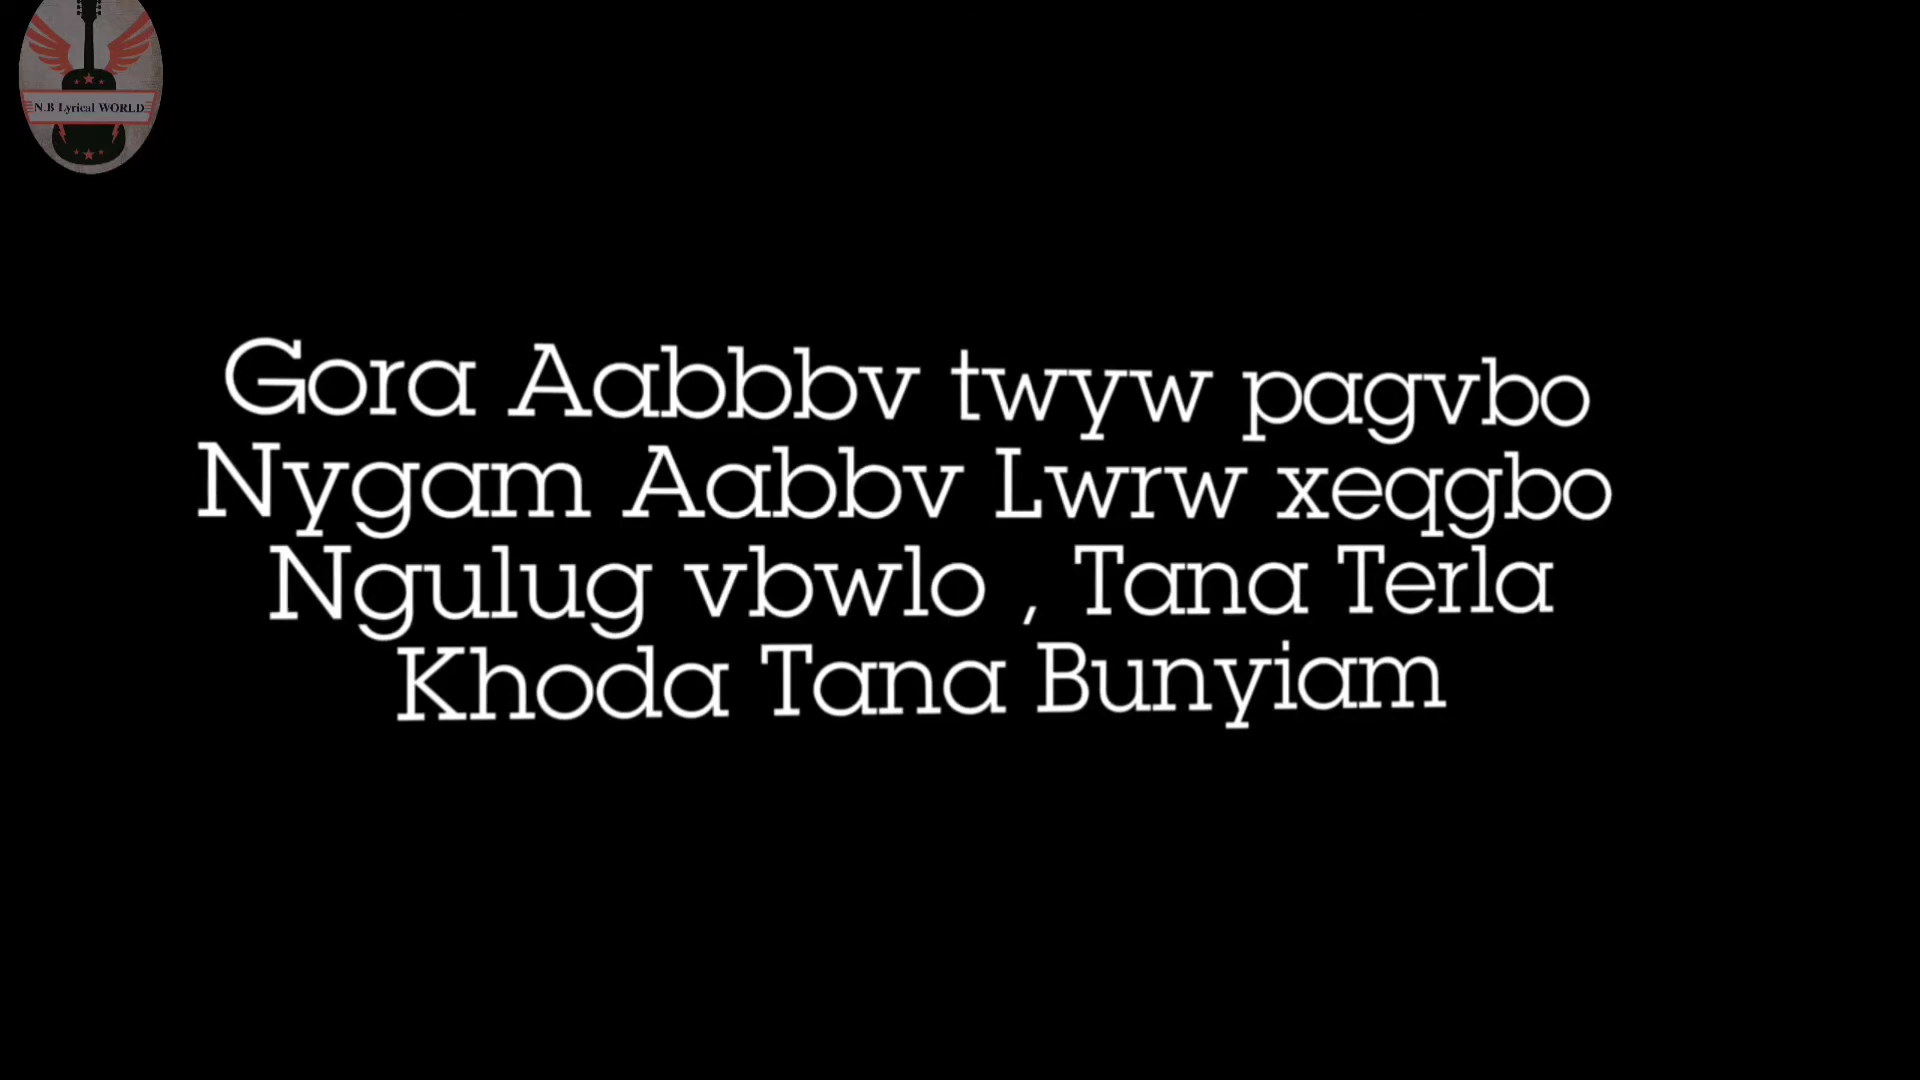 N.B Lyrical WORLD
Gora Aabbbv twyw pagvbo
Nygam Aabbv Lwrw xeqgbo
Ngulug vbwlo , Tana Terla
Khoda Tana Bunyiam